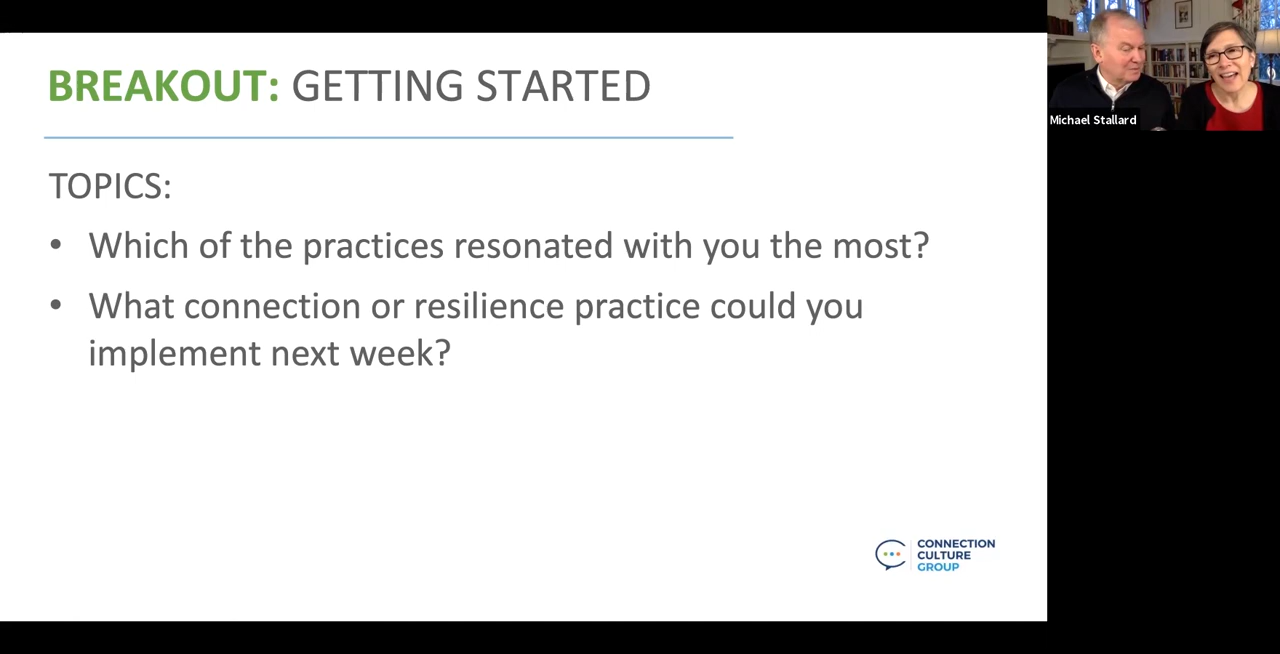 BREAKOUT: GETTING STARTED
TOPICS:
• Which of the practices resonated with you the most?
• What connection or resilience practice could you
implement next week?
CONNECTION
CULTURE
GROUP
Michael Stallard